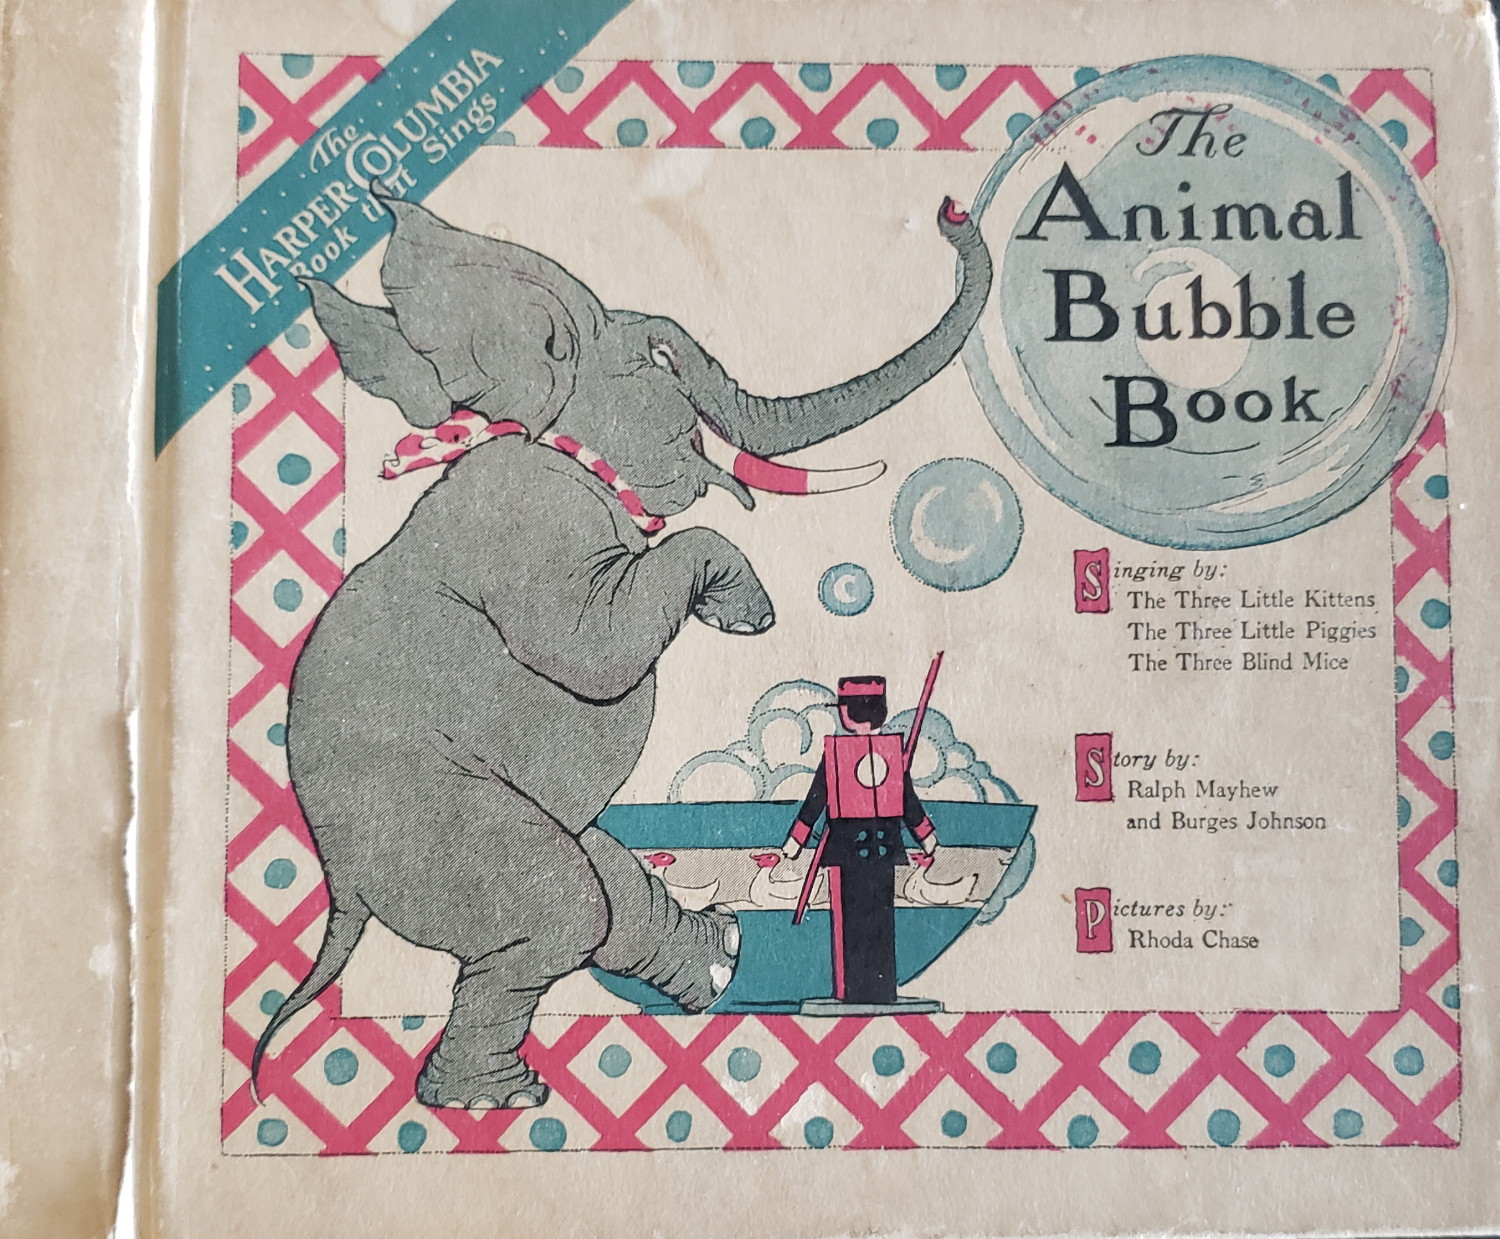 The
HARPER-COLUMBIA
Book that Sings
The
Animal
Bubble
Book
Singing by:
The Three Little Kittens
The Three Little Piggies
The Three Blind Mice
Story by:
Ralph Mayhew
and Burges Johnson
Pictures by:
Rhoda Chase